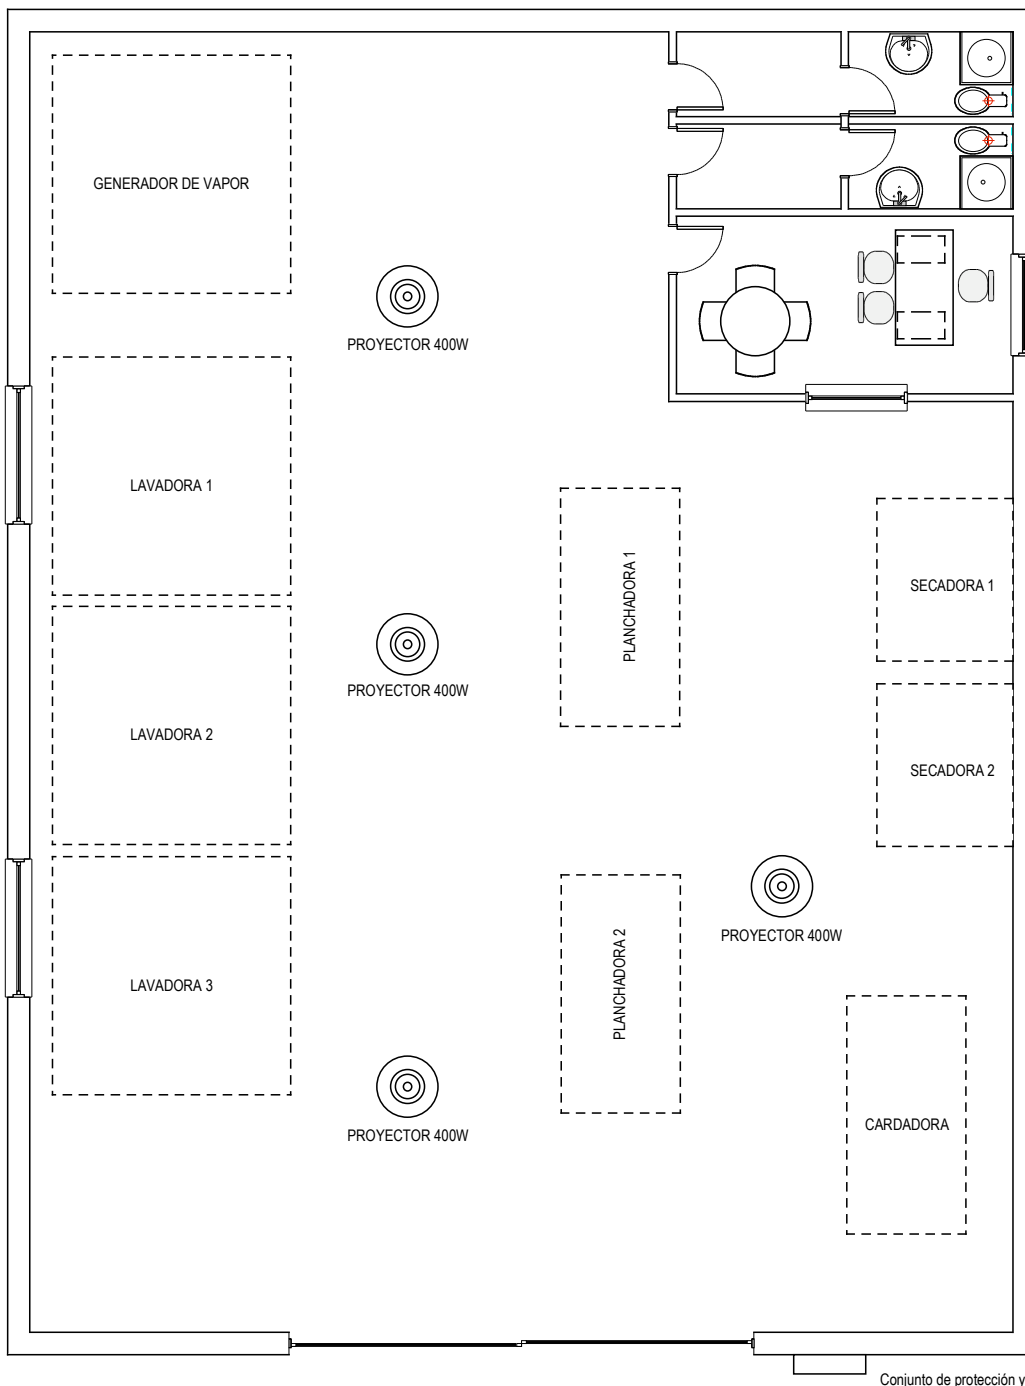 GENERADOR DE VAPOR
PROYECTOR 400W
LAVADORA 1
PLANCHADORA 1
SECADORA 1
PROYECTOR 400W
LAVADORA 2
SECADORA 2
PROYECTOR 400W
LAVADORA 3
PLANCHADORA 2
CARDADORA
PROYECTOR 400W
Conjunto de protección y